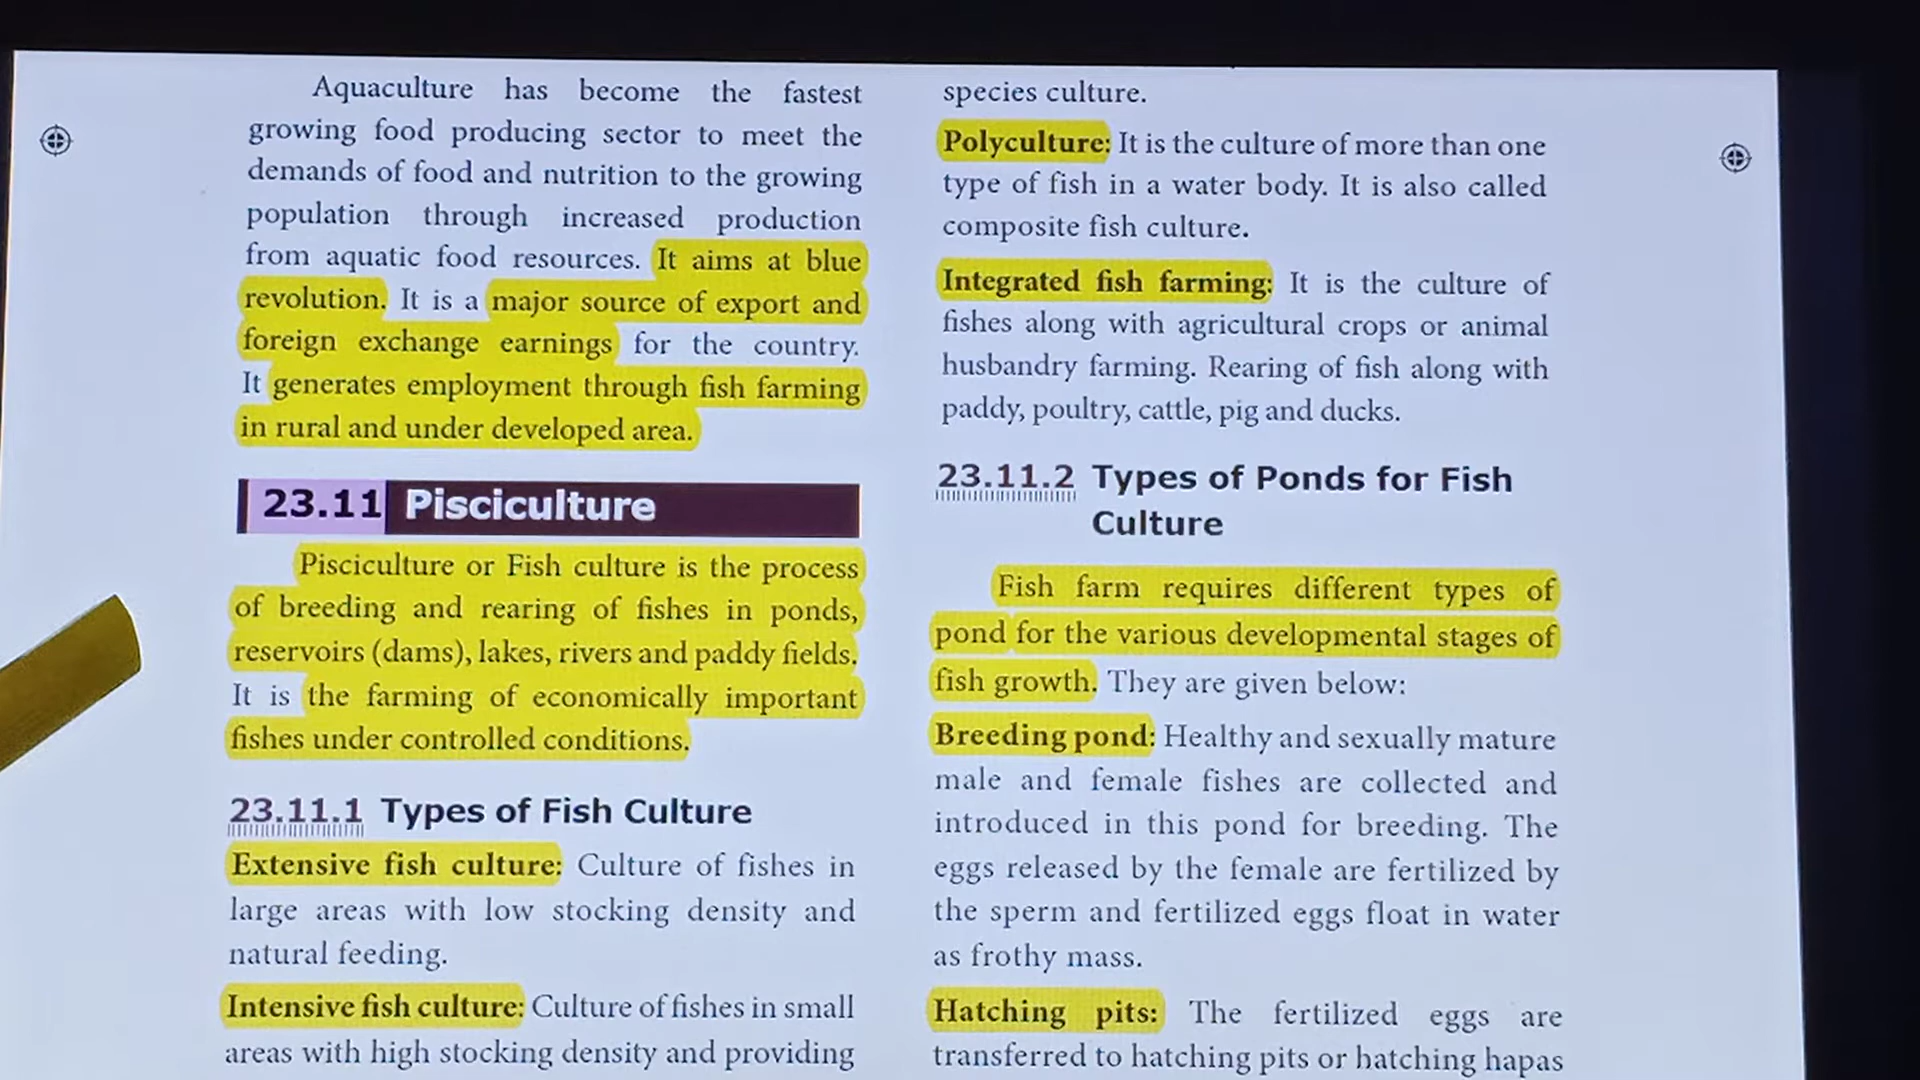 Aquaculture has become the fastest
growing food producing sector to meet the
demands of food and nutrition to the growing
population through increased production
from aquatic food resources. It aims at blue
revolution. It is a major source of export and
foreign exchange earnings for the country.
It generates employment through fish farming
in rural and under developed area.
23.11 Pisciculture
Pisciculture or Fish culture is the process
of breeding and rearing of fishes in ponds,
reservoirs (dams), lakes, rivers and paddy fields.
It is the farming of economically important
fishes under controlled conditions.
23.11.1 Types of Fish Culture
Extensive fish culture: Culture of fishes in
large areas with low stocking density and
natural feeding.
Intensive fish culture: Culture of fishes in small
areas with high stocking density and providing
species culture.
Polyculture: It is the culture of more than one
type of fish in a water body. It is also called
composite fish culture.
Integrated fish farming: It is the culture of
fishes along with agricultural crops or animal
husbandry farming. Rearing of fish along with
paddy, poultry, cattle, pig and ducks.
23.11.2 Types of Ponds for Fish
Culture
Fish farm requires different types of
pond for the various developmental stages of
fish growth. They are given below:
Breeding pond: Healthy and sexually mature
male and female fishes are collected and
introduced in this pond for breeding. The
eggs released by the female are fertilized by
the sperm and fertilized eggs float in water
as frothy mass.
Hatching pits: The fertilized eggs are
transferred to hatching pits or hatching hapas